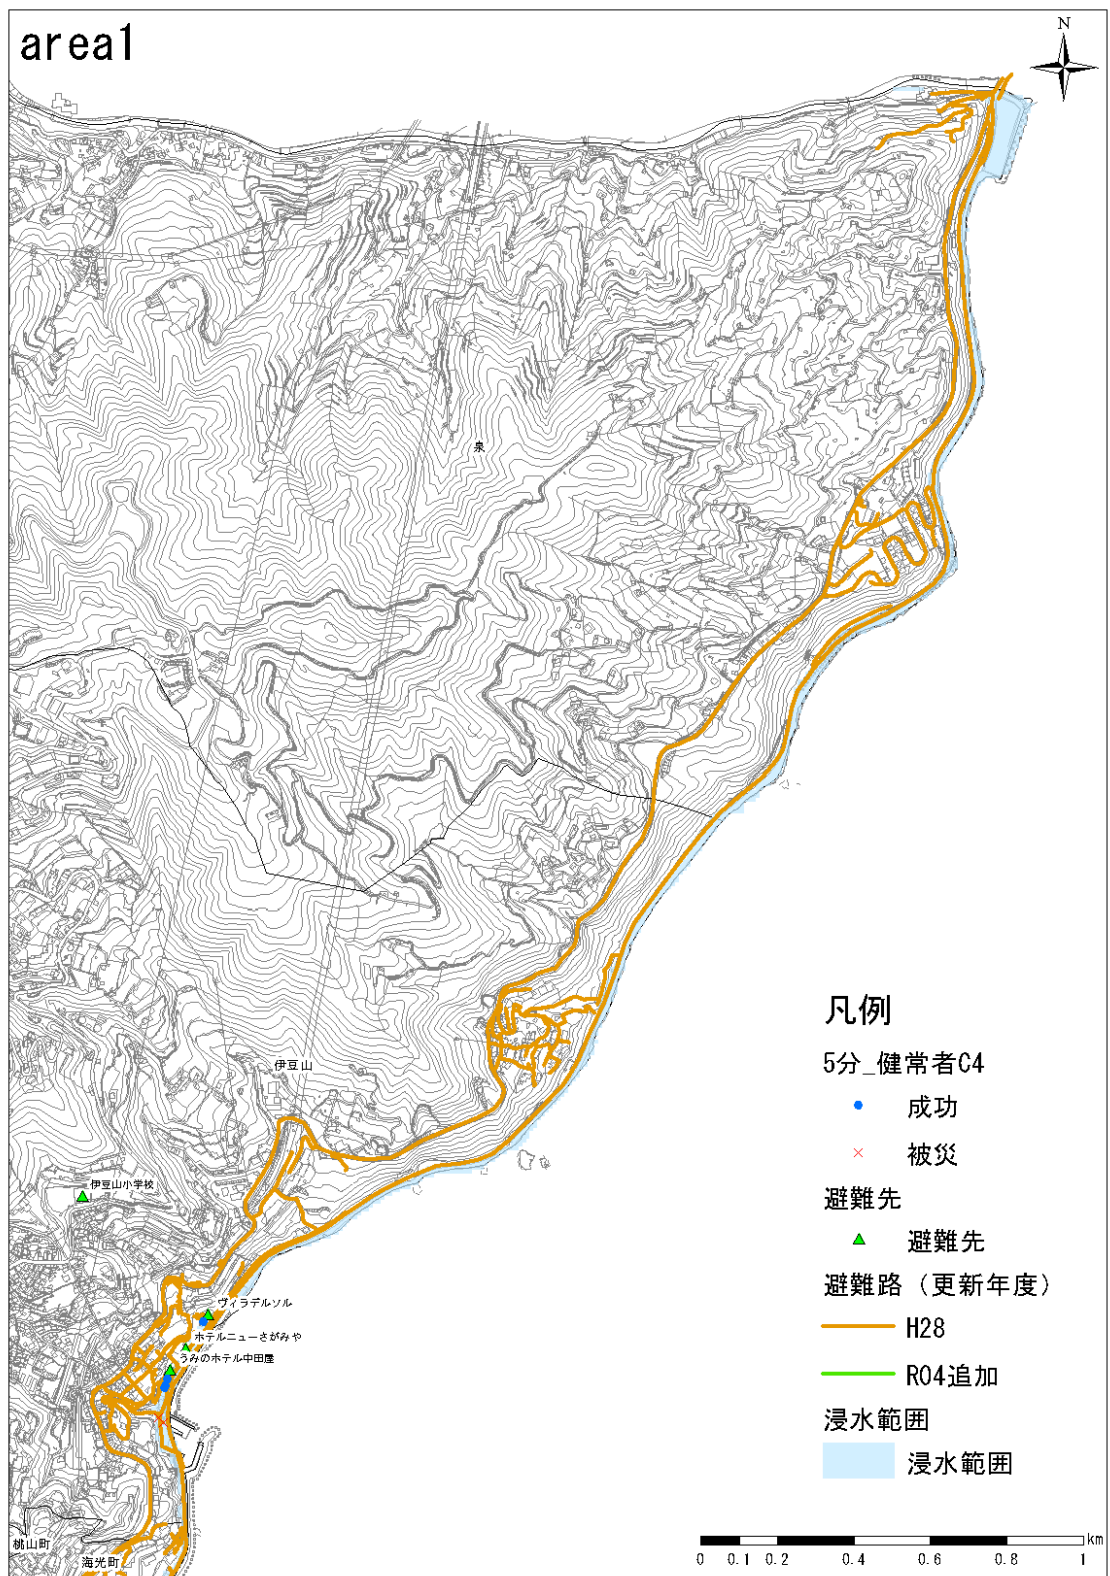 area1
N
泉
伊豆山
伊豆山小学校
ヴィラデルソル
ホテルニューさがみや
うみのホテル中田屋
桃山町
海光町
凡例
5分_健常者C4
成功
被災
避難先
避難先
避難路（更新年度）
H28
R04追加
浸水範囲
浸水範囲
km
0 0.1 0.2 0.4 0.6 0.8 1